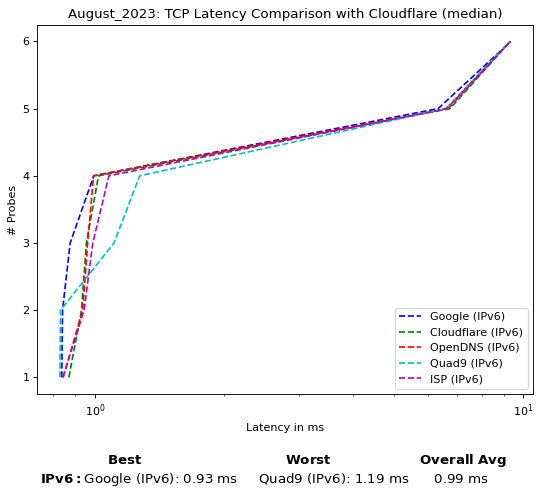 August_2023: TCP Latency Comparison with Cloudflare (median)
6
5
4
3
2
1
# Probes
Google (IPv6)
Cloudflare (IPv6)
OpenDNS (IPv6)
Quad9 (IPv6)
ISP (IPv6)
10⁰ 10¹
Latency in ms
Best Worst Overall Avg
IPv6: Google (IPv6): 0.93 ms Quad9 (IPv6): 1.19 ms 0.99 ms